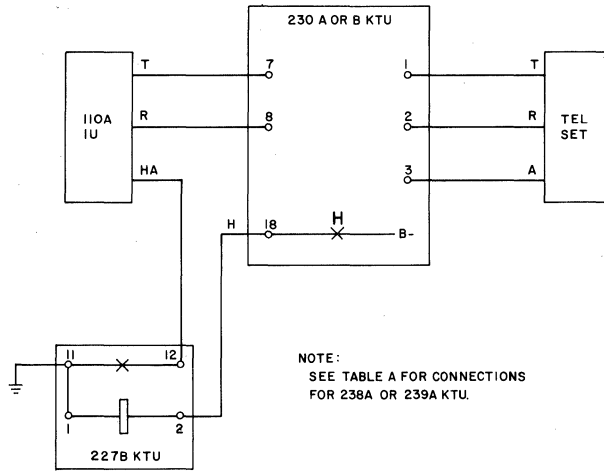 230 A OR B KTU
110A
IU
T
R
HA
7
8
1
2
3
T
R
A
TEL
SET
H
18
H
B-
11
12
1
2
227B KTU
NOTE:
SEE TABLE A FOR CONNECTIONS
FOR 238A OR 239A KTU.